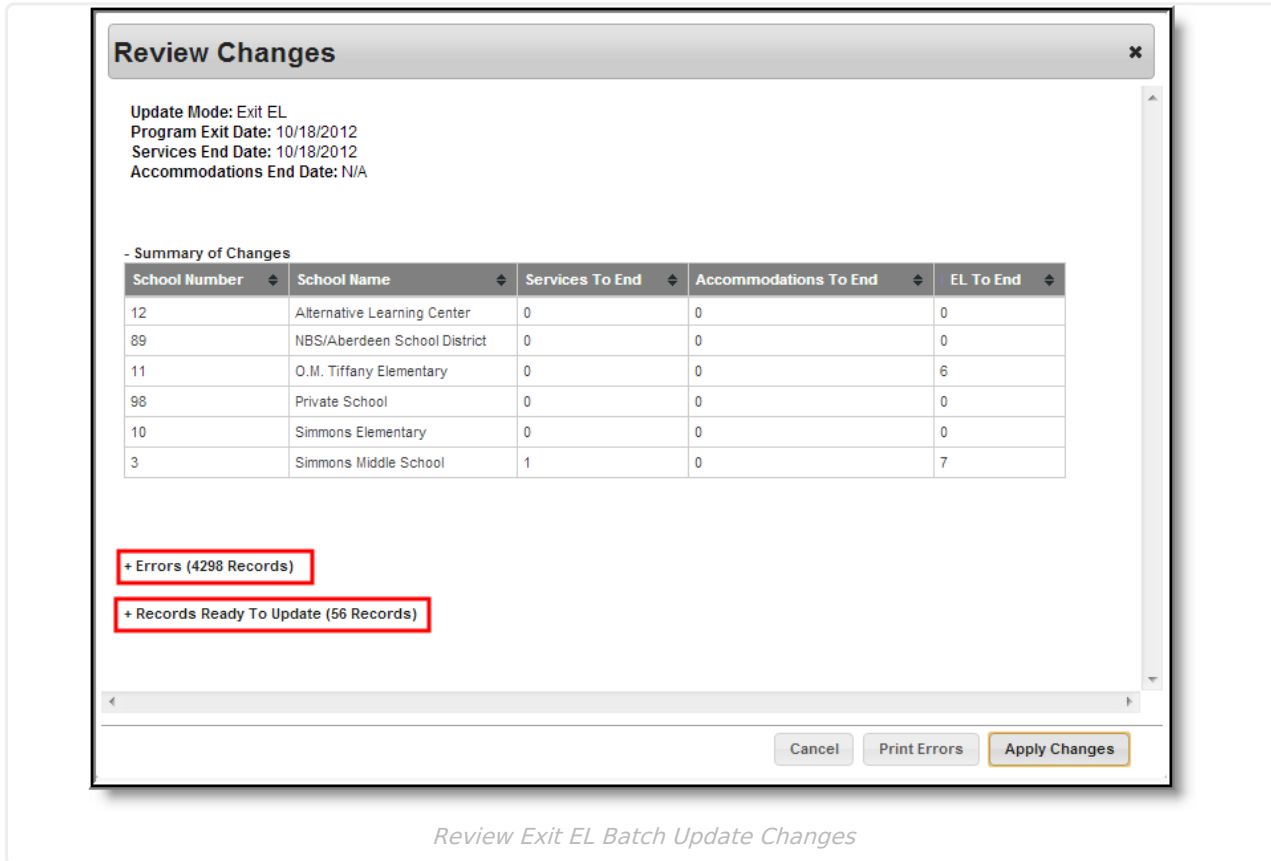 Review Changes
Update Mode: Exit EL
Program Exit Date: 10/18/2012
Services End Date: 10/18/2012
Accommodations End Date: N/A
- Summary of Changes
School Number School Name Services To End Accommodations To End EL To End
12 Alternative Learning Center 0 0 0
89 NBS/Aberdeen School District 0 0 0
11 O.M. Tiffany Elementary 0 0 6
98 Private School 0 0 0
10 Simmons Elementary 0 0 0
3 Simmons Middle School 1 0 7
+ Errors (4298 Records)
+ Records Ready To Update (56 Records)
Cancel Print Errors Apply Changes
Review Exit EL Batch Update Changes